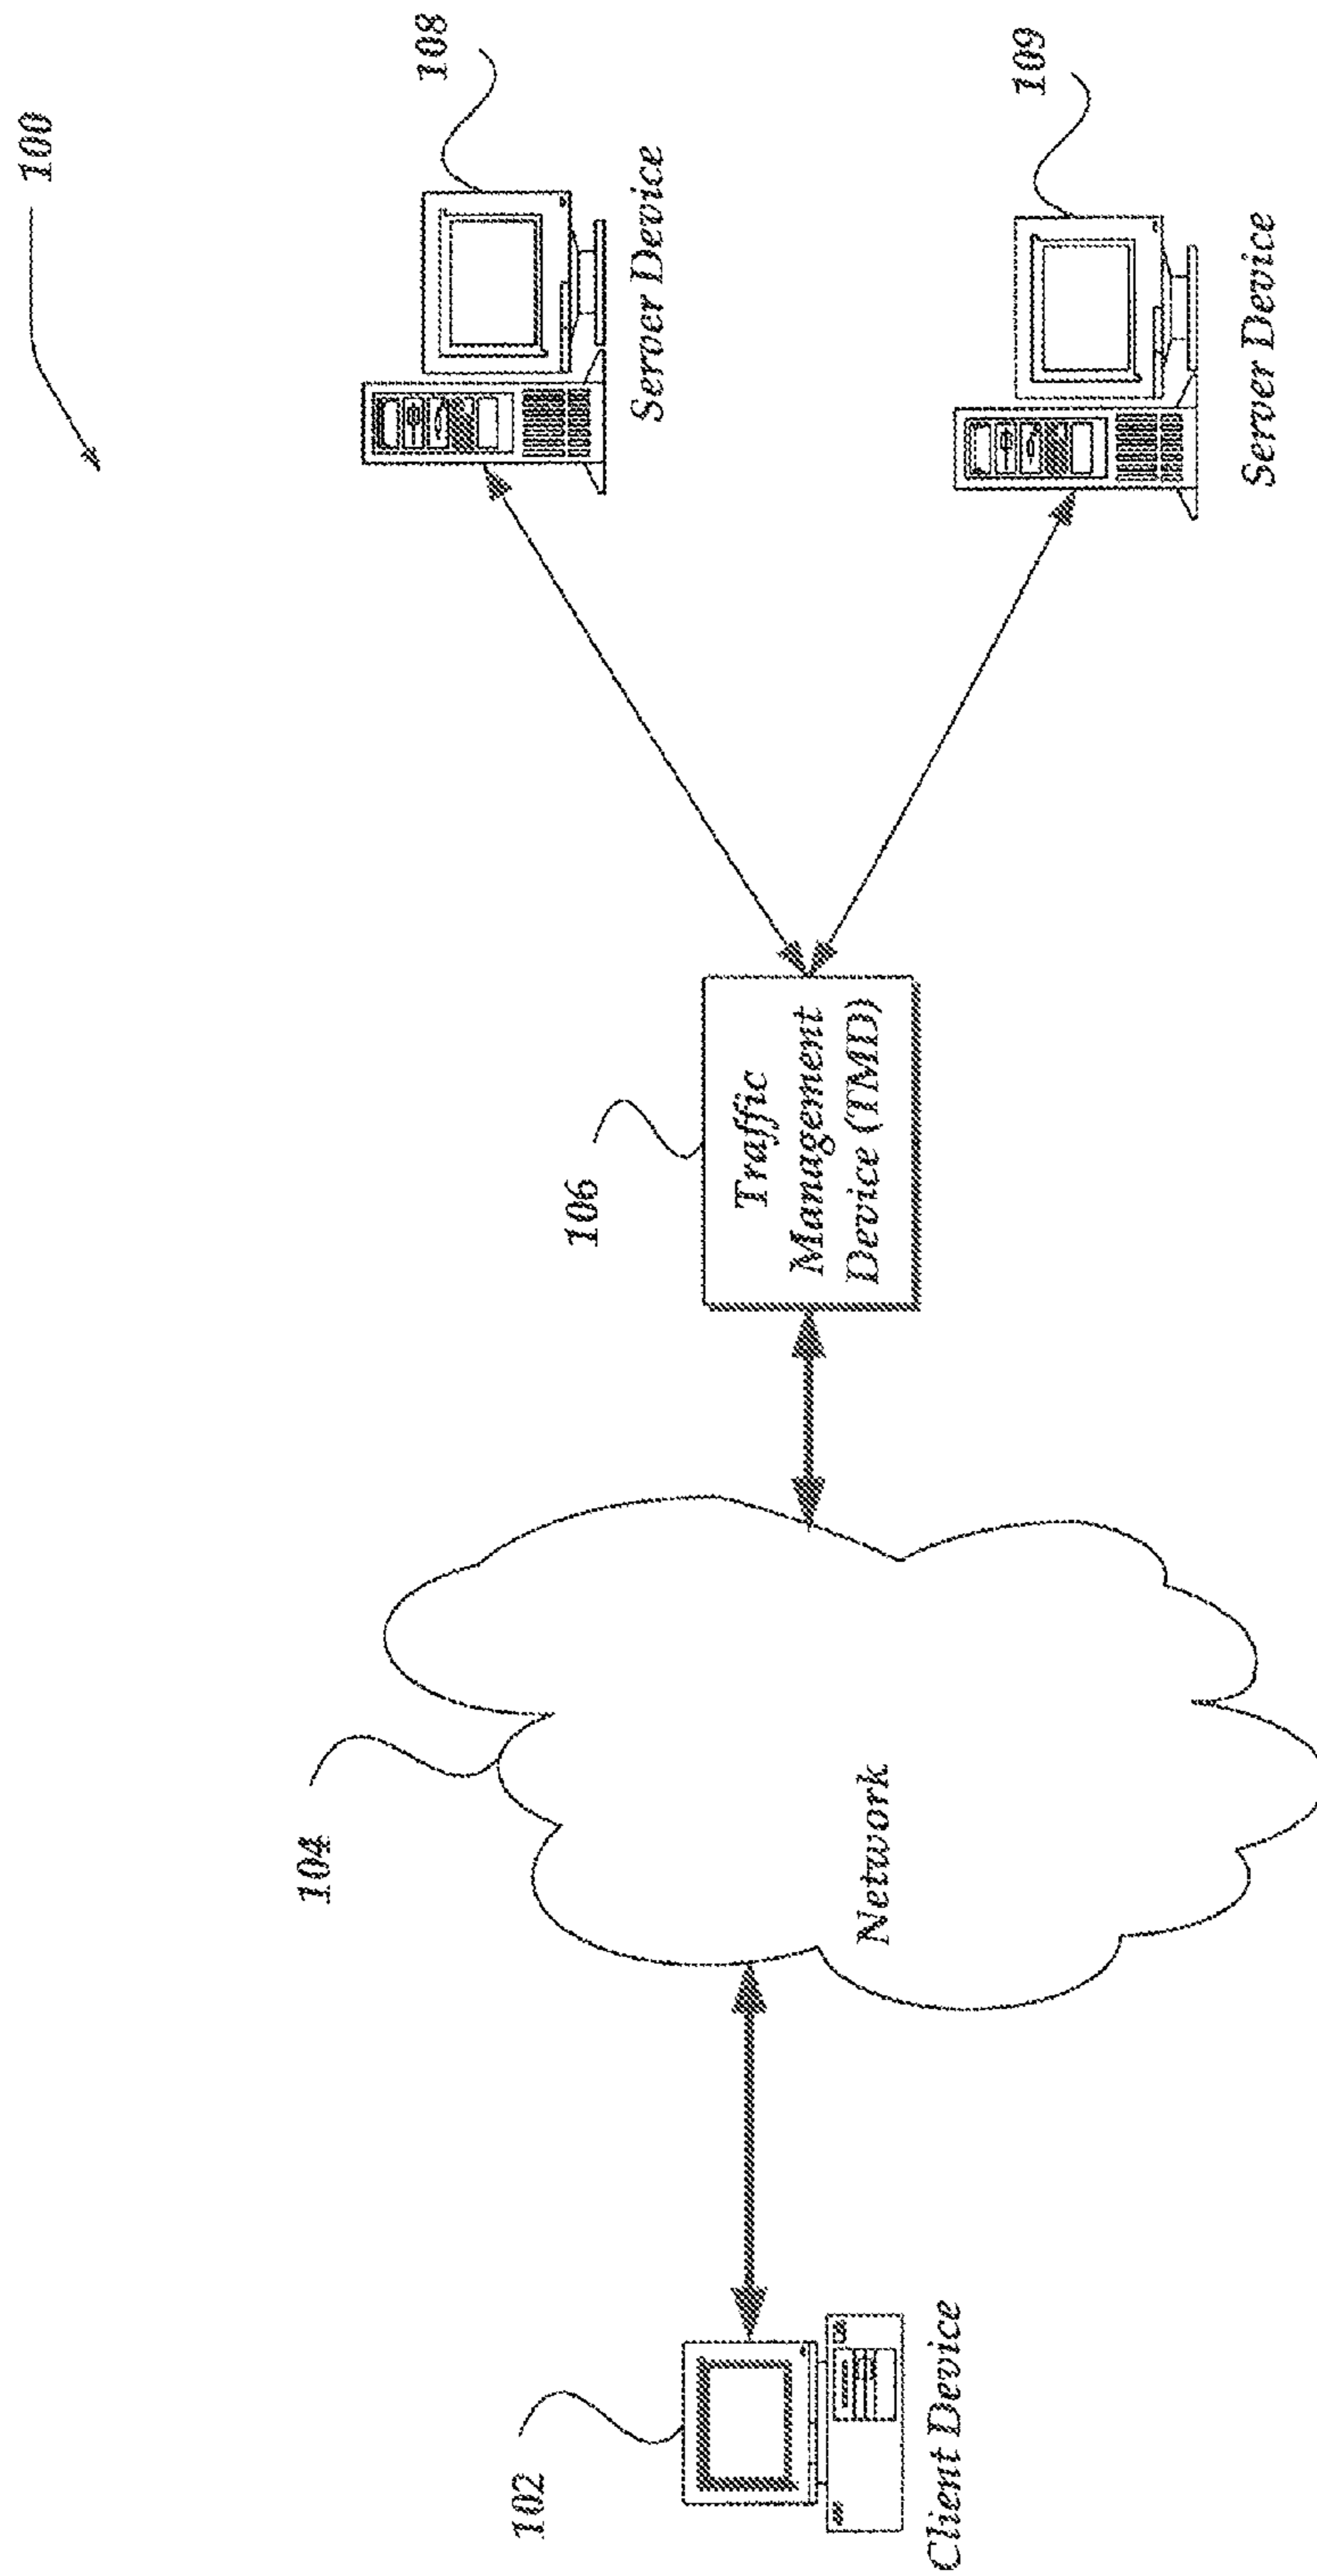 100
108
Server Device
109
Server Device
106
Traffic
Management
Device (TMD)
104
Network
102
Client Device